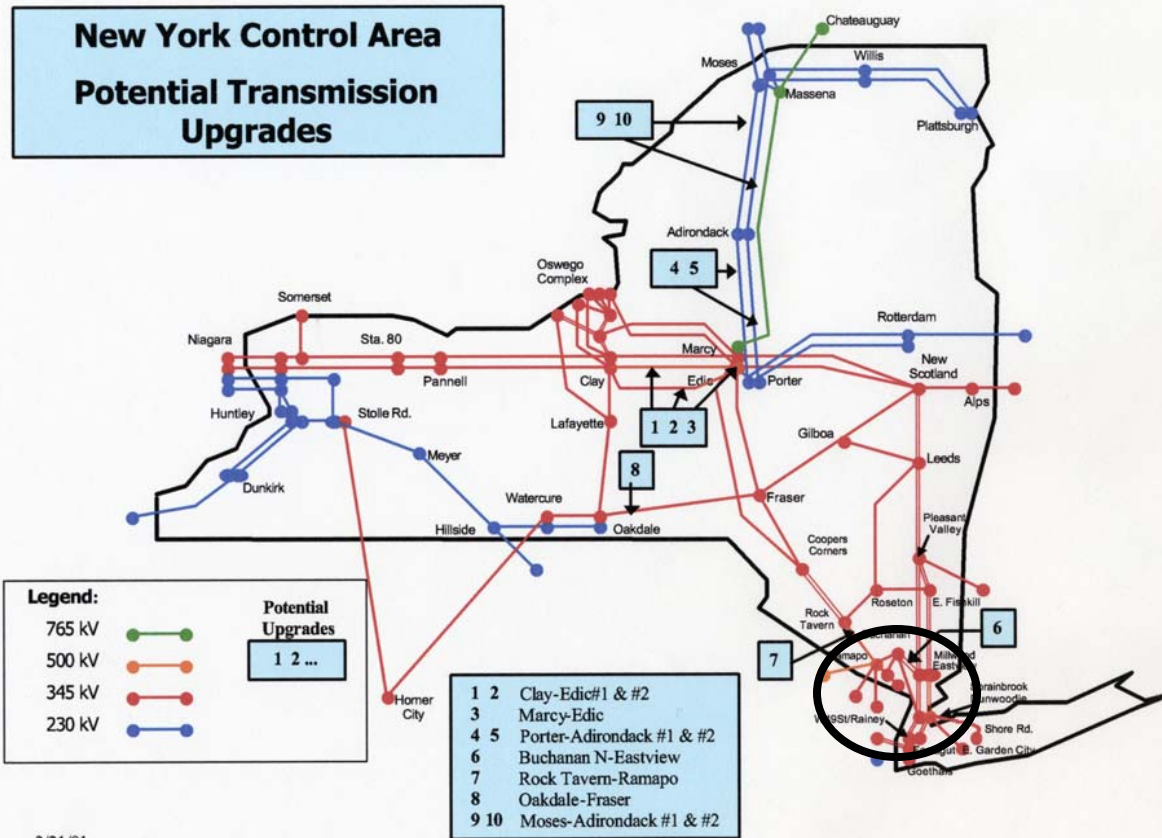 New York Control Area
Potential Transmission
Upgrades
Chateauguay
Moses
Willis
Massena
Plattsburgh
9 10
Adirondack
4 5
Oswego
Complex
Somerset
Niagara
Sta. 80
Pannell
Marcy
Rotterdam
Clay
Edic
Porter
New
Scotland
Alps
Huntley
Stolle Rd.
Lafayette
1 2 3
Gilboa
Leeds
Meyer
8
Dunkirk
Watercure
Fraser
Hillside
Oakdale
Pleasant
Valley
Coopers
Corners
Roseton
E. Fishkill
Rock
Tavern
6
7
Shore Rd.
E. Garden City
Goethals
Homer
City
Legend:
765 kV
500 kV
345 kV
230 kV
Potential
Upgrades
1 2 ...
1 2 Clay-Edic#1 & #2
3 Marcy-Edic
4 5 Porter-Adirondack #1 & #2
6 Buchanan N-Eastview
7 Rock Tavern-Ramapo
8 Oakdale-Fraser
9 10 Moses-Adirondack #1 & #2